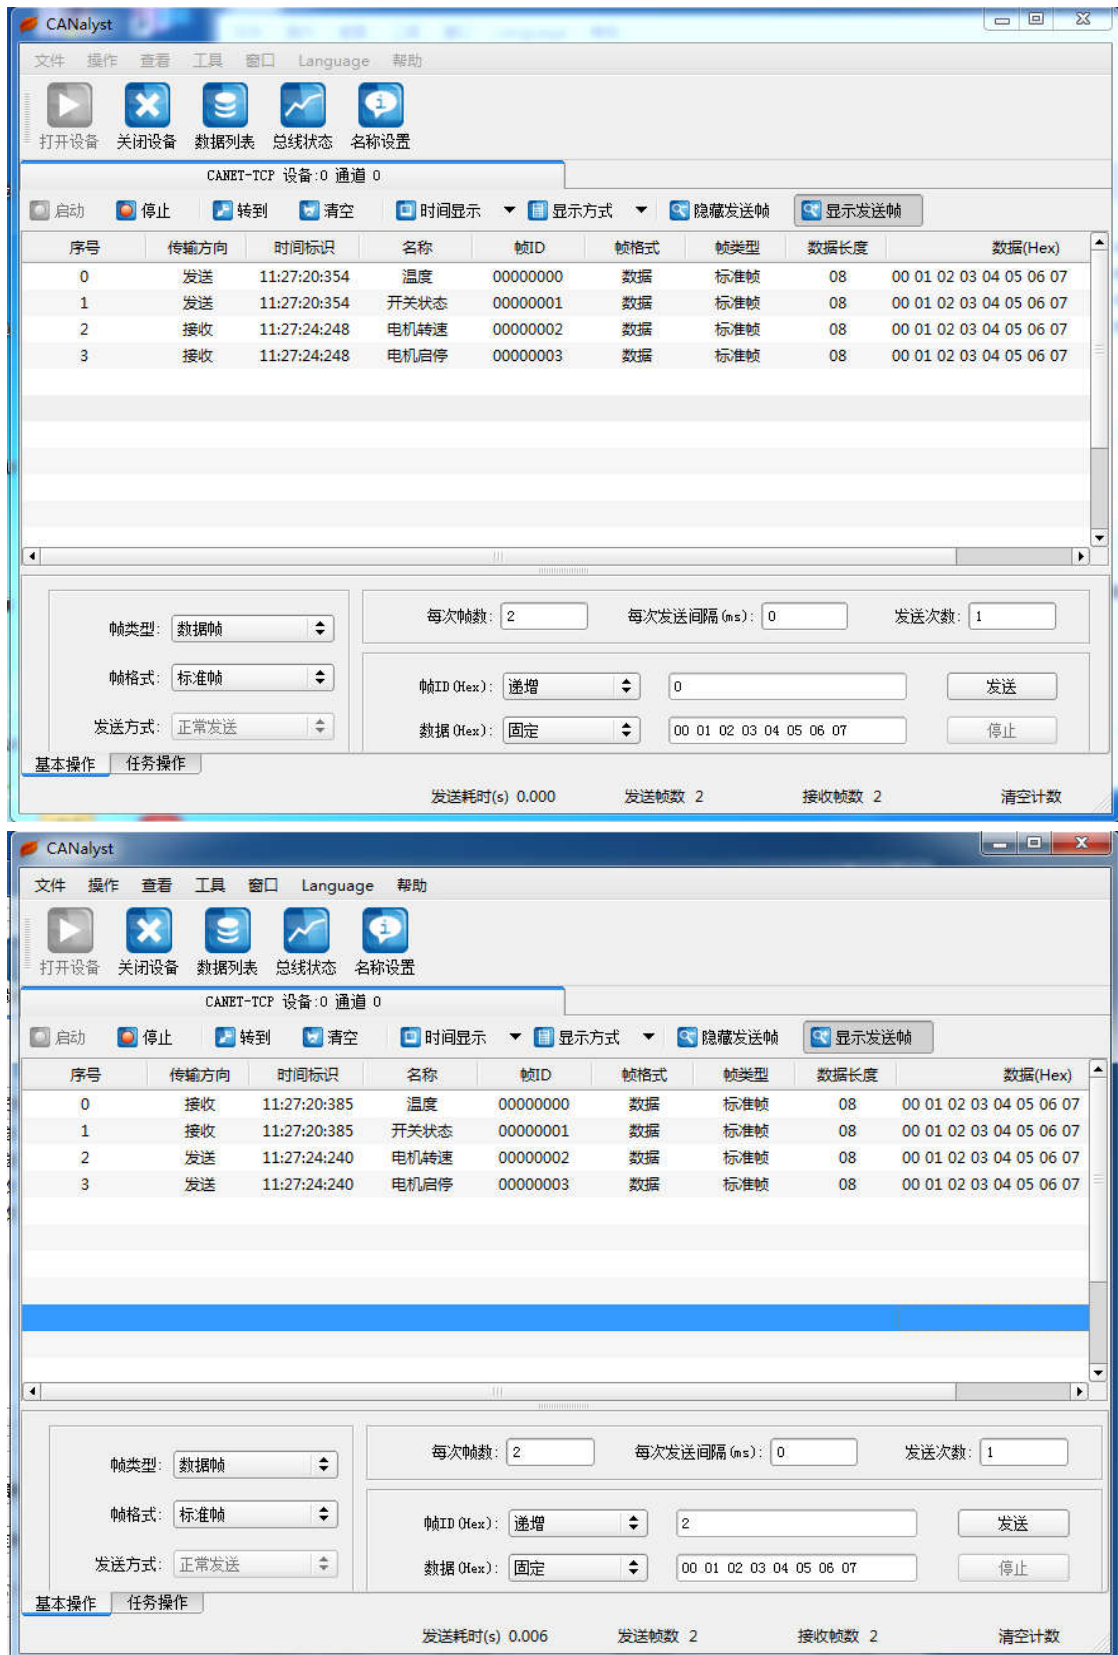 CANalyst
文件 操作 查看 工具 窗口 Language 帮助
打开设备 关闭设备 数据列表 总线状态 名称设置
CANET-TCP 设备:0 通道 0
启动 停止 转到 清空 时间显示 显示方式 隐藏发送帧 显示发送帧
序号 传输方向 时间标识 名称 帧ID 帧格式 帧类型 数据长度 数据(Hex)
0 发送 11:27:20:354 温度 00000000 数据 标准帧 08 00 01 02 03 04 05 06 07
1 发送 11:27:20:354 开关状态 00000001 数据 标准帧 08 00 01 02 03 04 05 06 07
2 接收 11:27:24:248 电机转速 00000002 数据 标准帧 08 00 01 02 03 04 05 06 07
3 接收 11:27:24:248 电机启停 00000003 数据 标准帧 08 00 01 02 03 04 05 06 07
每次帧数: 2 每次发送间隔(ms): 0 发送次数: 1
帧类型: 数据帧
帧格式: 标准帧 帧ID(Hex): 递增 0 发送
发送方式: 正常发送 数据(Hex): 固定 00 01 02 03 04 05 06 07 停止
基本操作 任务操作
发送耗时(s) 0.000 发送帧数 2 接收帧数 2 清空计数
CANalyst
文件 操作 查看 工具 窗口 Language 帮助
打开设备 关闭设备 数据列表 总线状态 名称设置
CANET-TCP 设备:0 通道 0
启动 停止 转到 清空 时间显示 显示方式 隐藏发送帧 显示发送帧
序号 传输方向 时间标识 名称 帧ID 帧格式 帧类型 数据长度 数据(Hex)
0 接收 11:27:20:385 温度 00000000 数据 标准帧 08 00 01 02 03 04 05 06 07
1 接收 11:27:20:385 开关状态 00000001 数据 标准帧 08 00 01 02 03 04 05 06 07
2 发送 11:27:24:240 电机转速 00000002 数据 标准帧 08 00 01 02 03 04 05 06 07
3 发送 11:27:24:240 电机启停 00000003 数据 标准帧 08 00 01 02 03 04 05 06 07
每次帧数: 2 每次发送间隔(ms): 0 发送次数: 1
帧类型: 数据帧
帧格式: 标准帧 帧ID(Hex): 递增 2 发送
发送方式: 正常发送 数据(Hex): 固定 00 01 02 03 04 05 06 07 停止
基本操作 任务操作
发送耗时(s) 0.006 发送帧数 2 接收帧数 2 清空计数